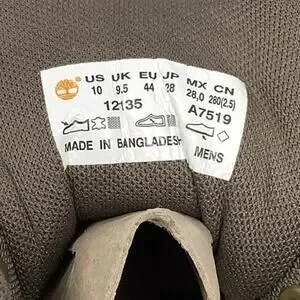 US UK EU JP MX CN
10 9.5 44 28 28,0 280(2.5)
12135 A7519
MADE IN BANGLADESH MENS